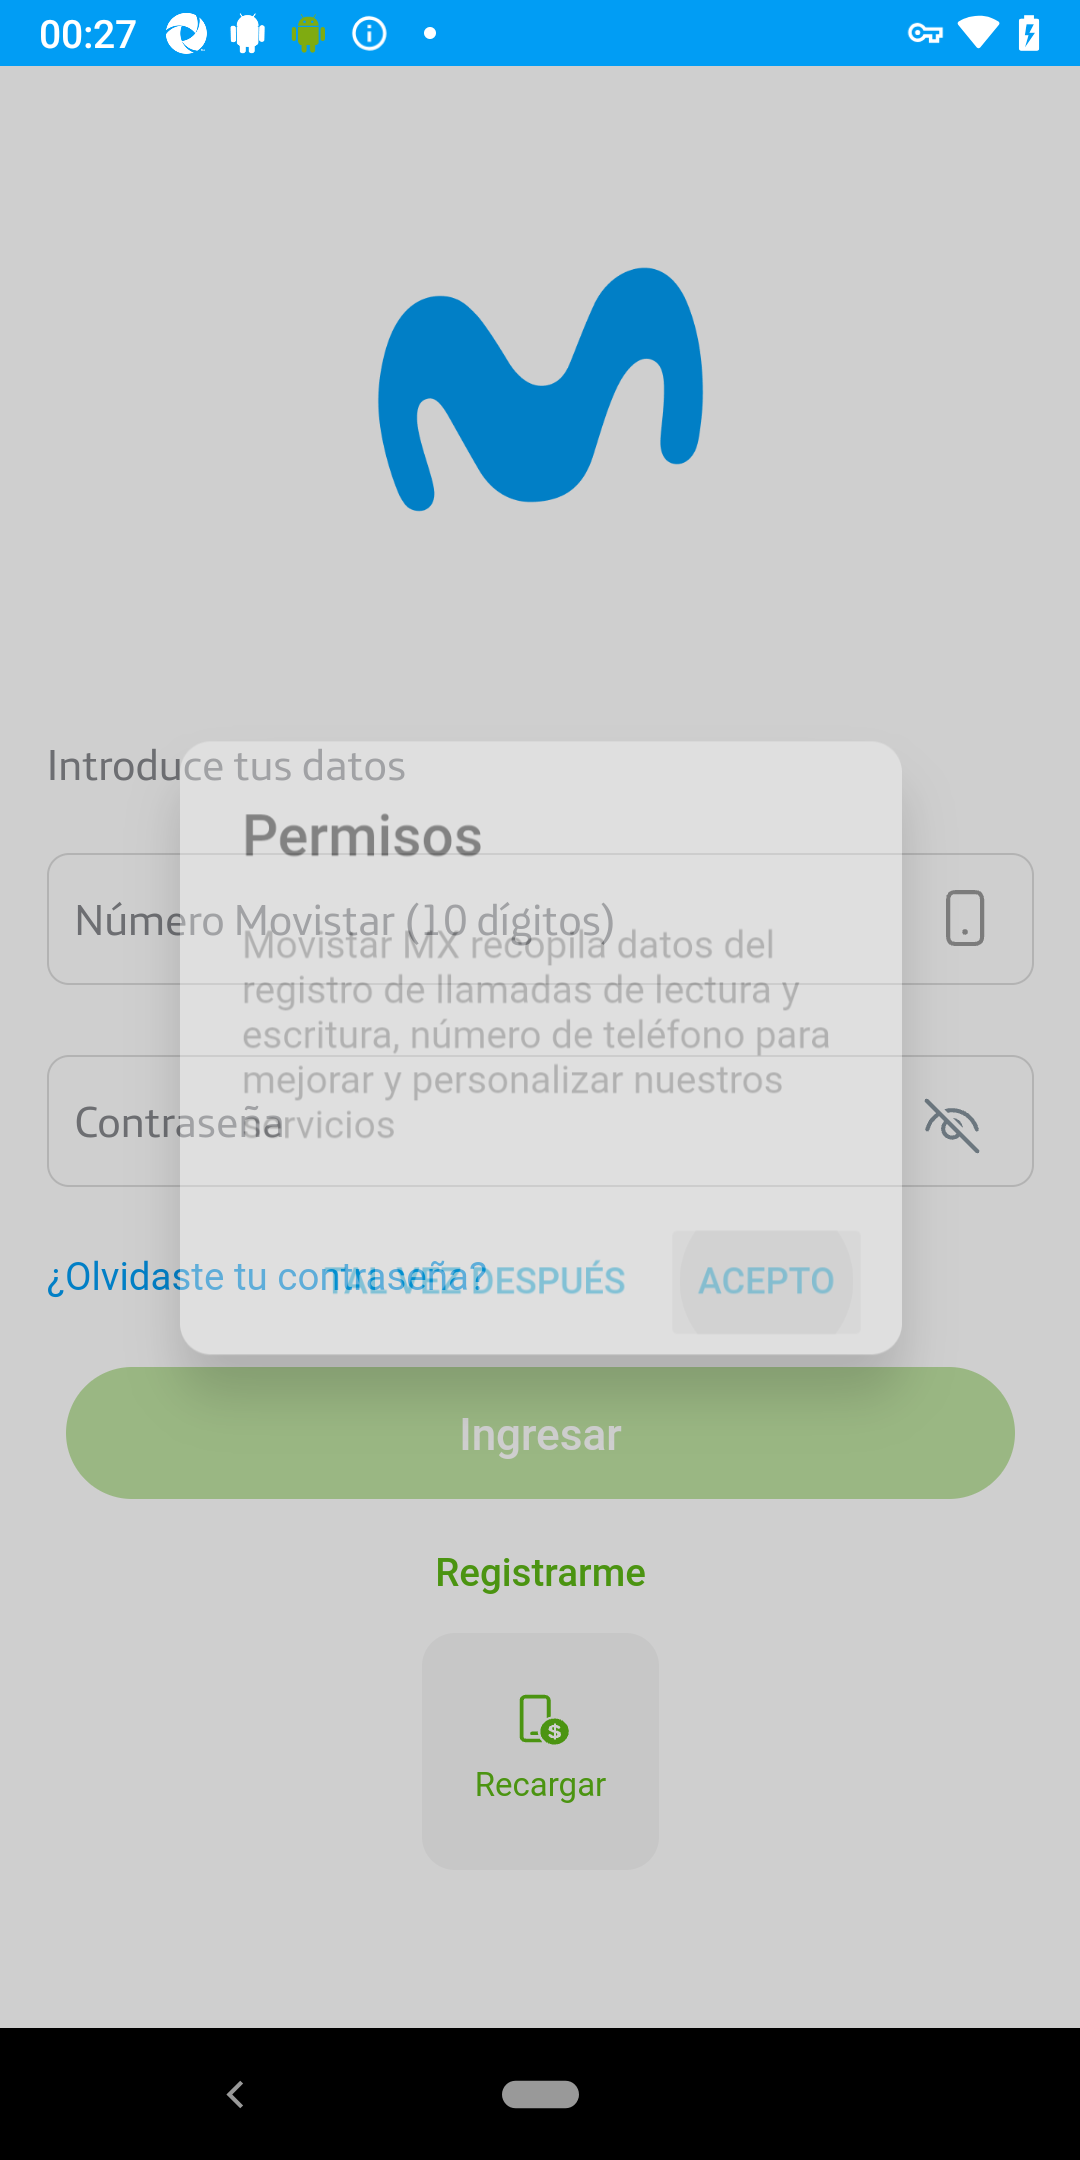 00:27
Introduce tus datos
Permisos
Número Movistar (10 dígitos)
Movistar MX recopila datos del
registro de llamadas de lectura y
escritura, número de teléfono para
mejorar y personalizar nuestros
servicios
Contraseña
¿Olvidaste tu contraseña?
TAL VEZ DESPUÉS
ACEPTO
Ingresar
Registrarme
Recargar